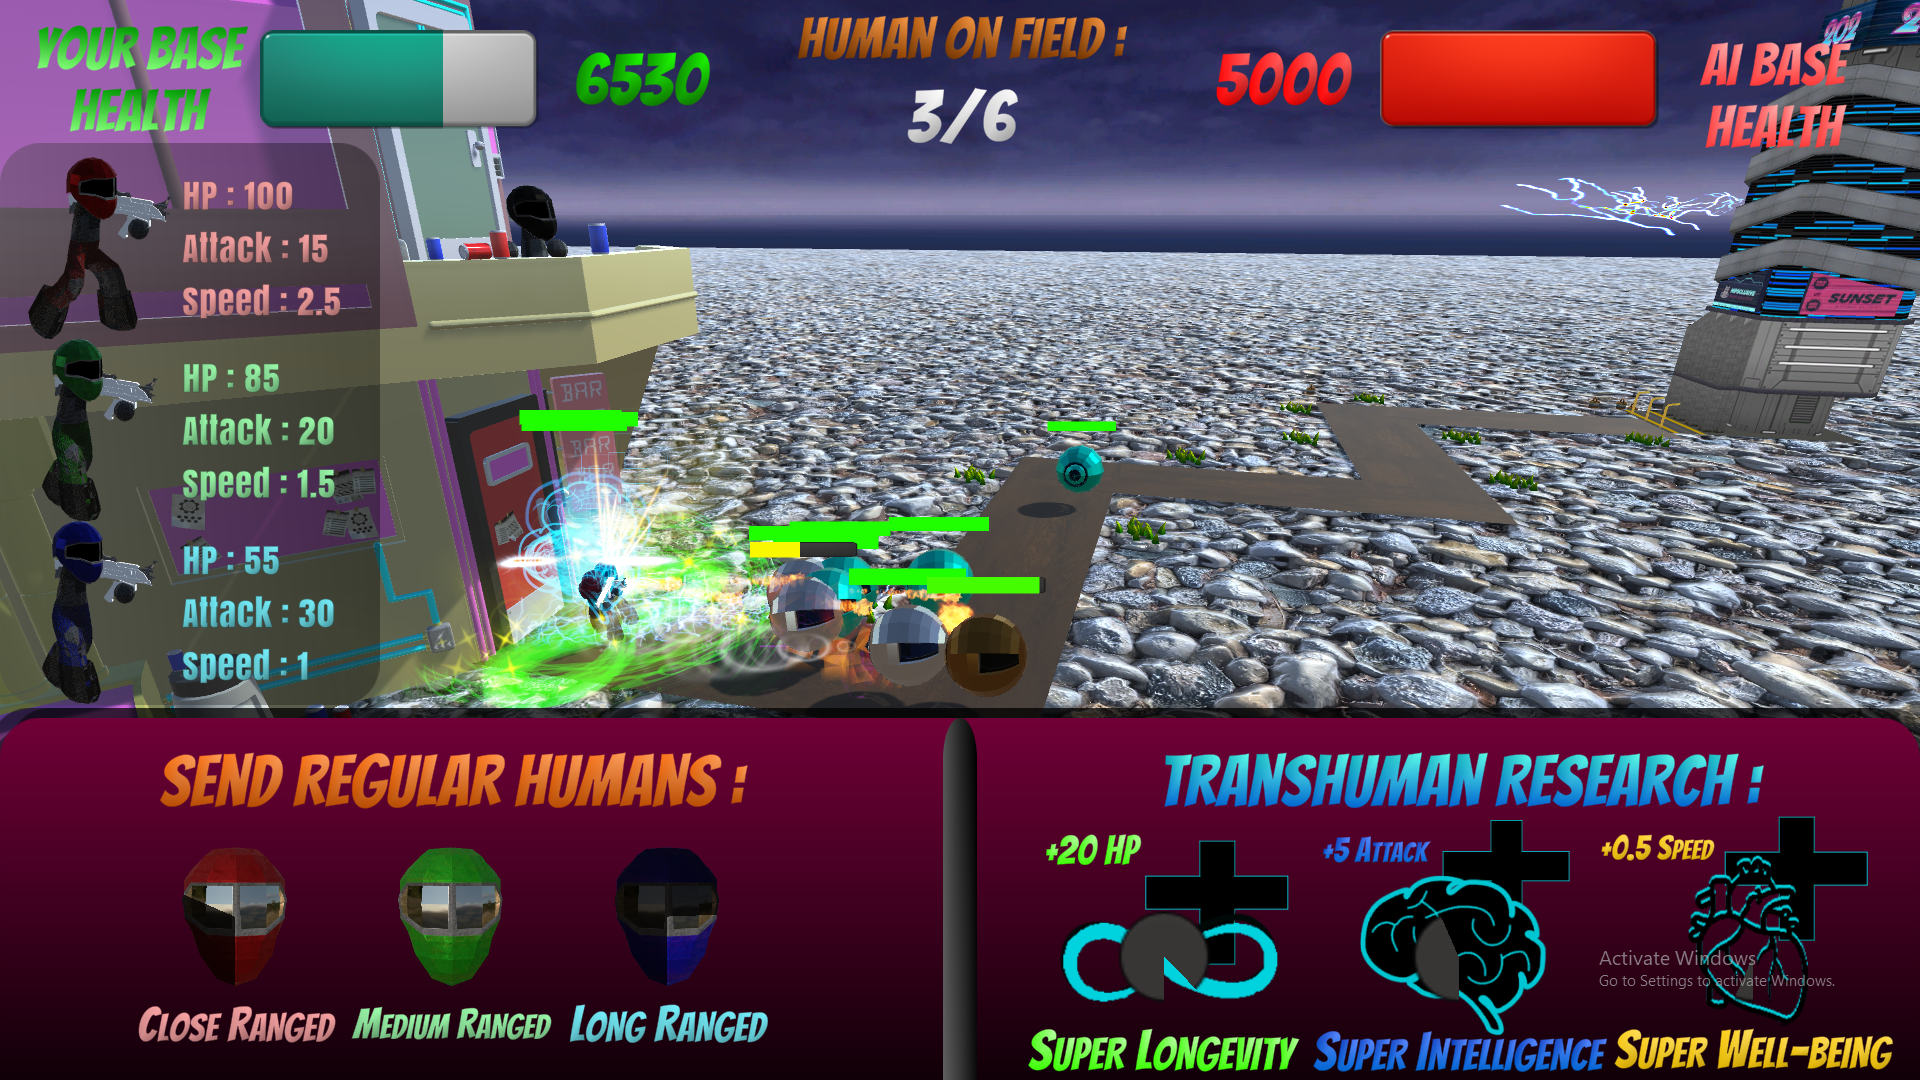 YOUR BASE
HEALTH
6530
HUMAN ON FIELD :
3/6
5000
AI BASE
HEALTH
202
HP : 100
Attack : 15
Speed : 2.5
HP : 85
Attack : 20
Speed : 1.5
HP : 55
Attack : 30
Speed : 1
BAR
BAR
SUNSET
SEND REGULAR HUMANS :
CLOSE RANGED
MEDIUM RANGED
LONG RANGED
TRANSHUMAN RESEARCH :
+20 HP
+5 ATTACK
+0.5 SPEED
SUPER LONGEVITY
SUPER INTELLIGENCE
SUPER WELL-BEING
Activate Windows
Go to Settings to activate Windows.